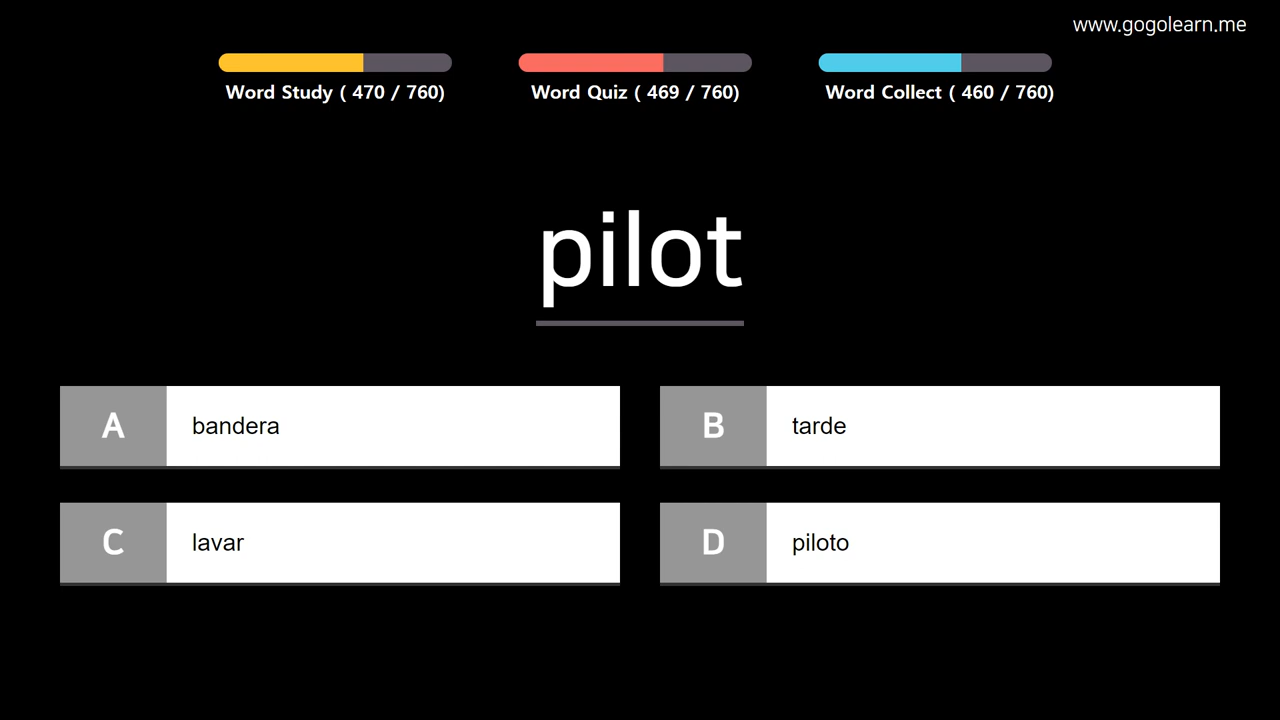 www.gogolearn.me
Word Study ( 470 / 760)
Word Quiz ( 469 / 760)
Word Collect ( 460 / 760)
pilot
A bandera
B tarde
C lavar
D piloto